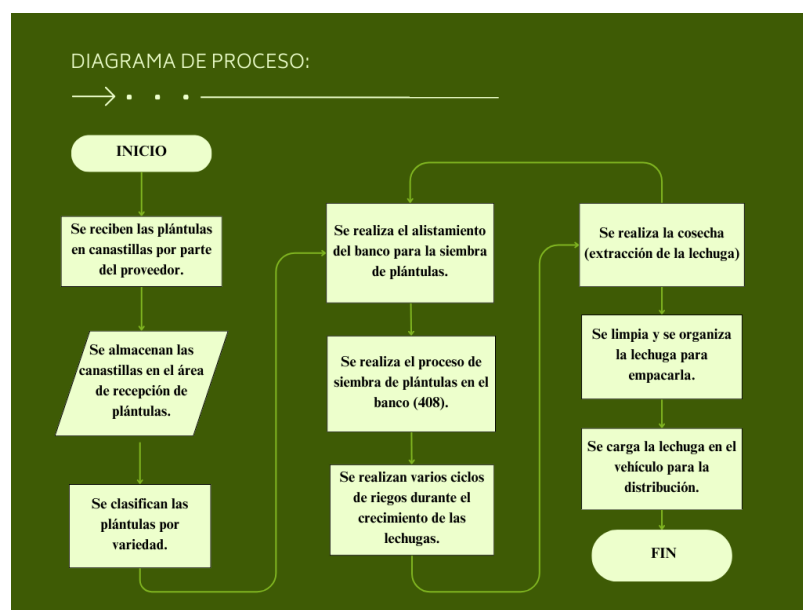 DIAGRAMA DE PROCESO:
INICIO
Se reciben las plántulas
en canastillas por parte
del proveedor.
Se almacenan las
canastillas en el área
de recepción de
plántulas.
Se clasifican las
plántulas por
variedad.
Se realiza el alistamiento
del banco para la siembra
de plántulas.
Se realiza el proceso de
siembra de plántulas en el
banco (408).
Se realizan varios ciclos
de riegos durante el
crecimiento de las
lechugas.
Se realiza la cosecha
(extracción de la lechuga)
Se limpia y se organiza
la lechuga para
empacarla.
Se carga la lechuga en el
vehículo para la
distribución.
FIN